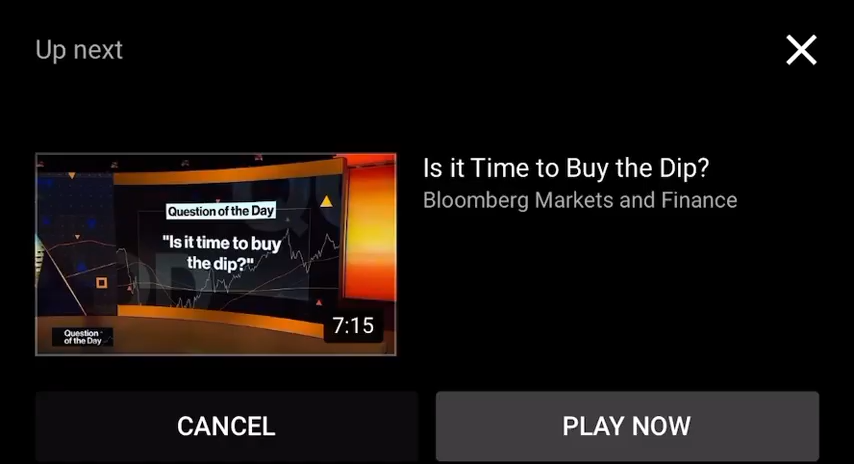 Up next
Is it Time to Buy the Dip?
Bloomberg Markets and Finance
Question of the Day
"Is it time to buy
the dip?"
7:15
Question
of the Day
CANCEL
PLAY NOW